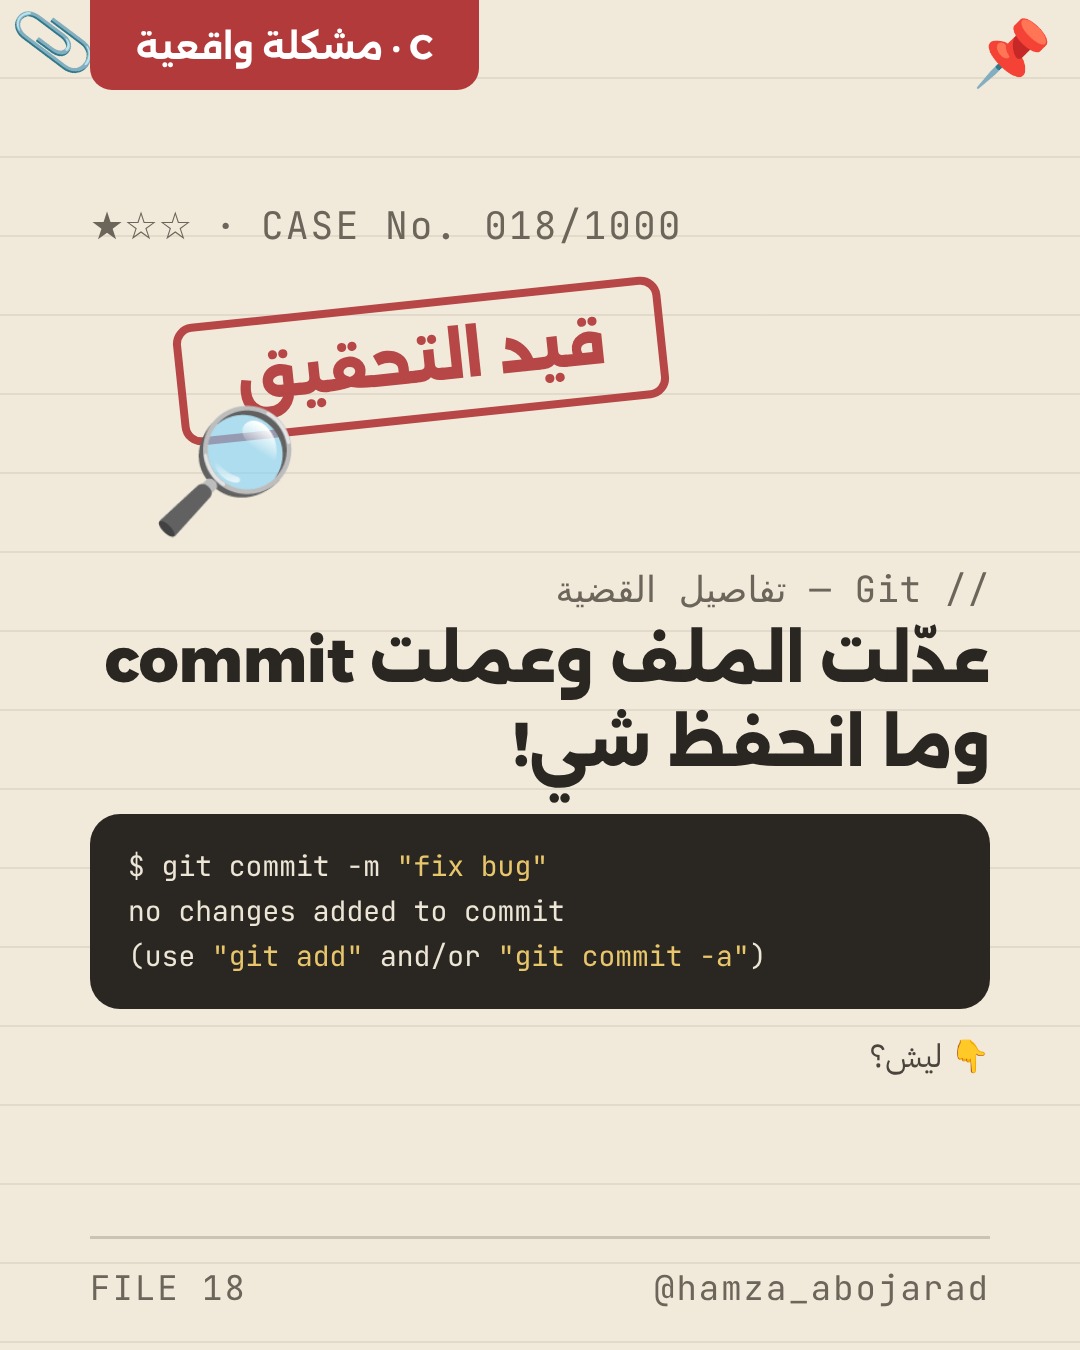 C · مشكلة واقعية
★☆☆ · CASE No. 018/1000
قيد التحقيق
// Git — تفاصيل القضية
عدّلت الملف وعملت commit
وما انحفظ شي!
$ git commit -m "fix bug"
no changes added to commit
(use "git add" and/or "git commit -a")
👇 ليش؟
FILE 18
@hamza_abojarad